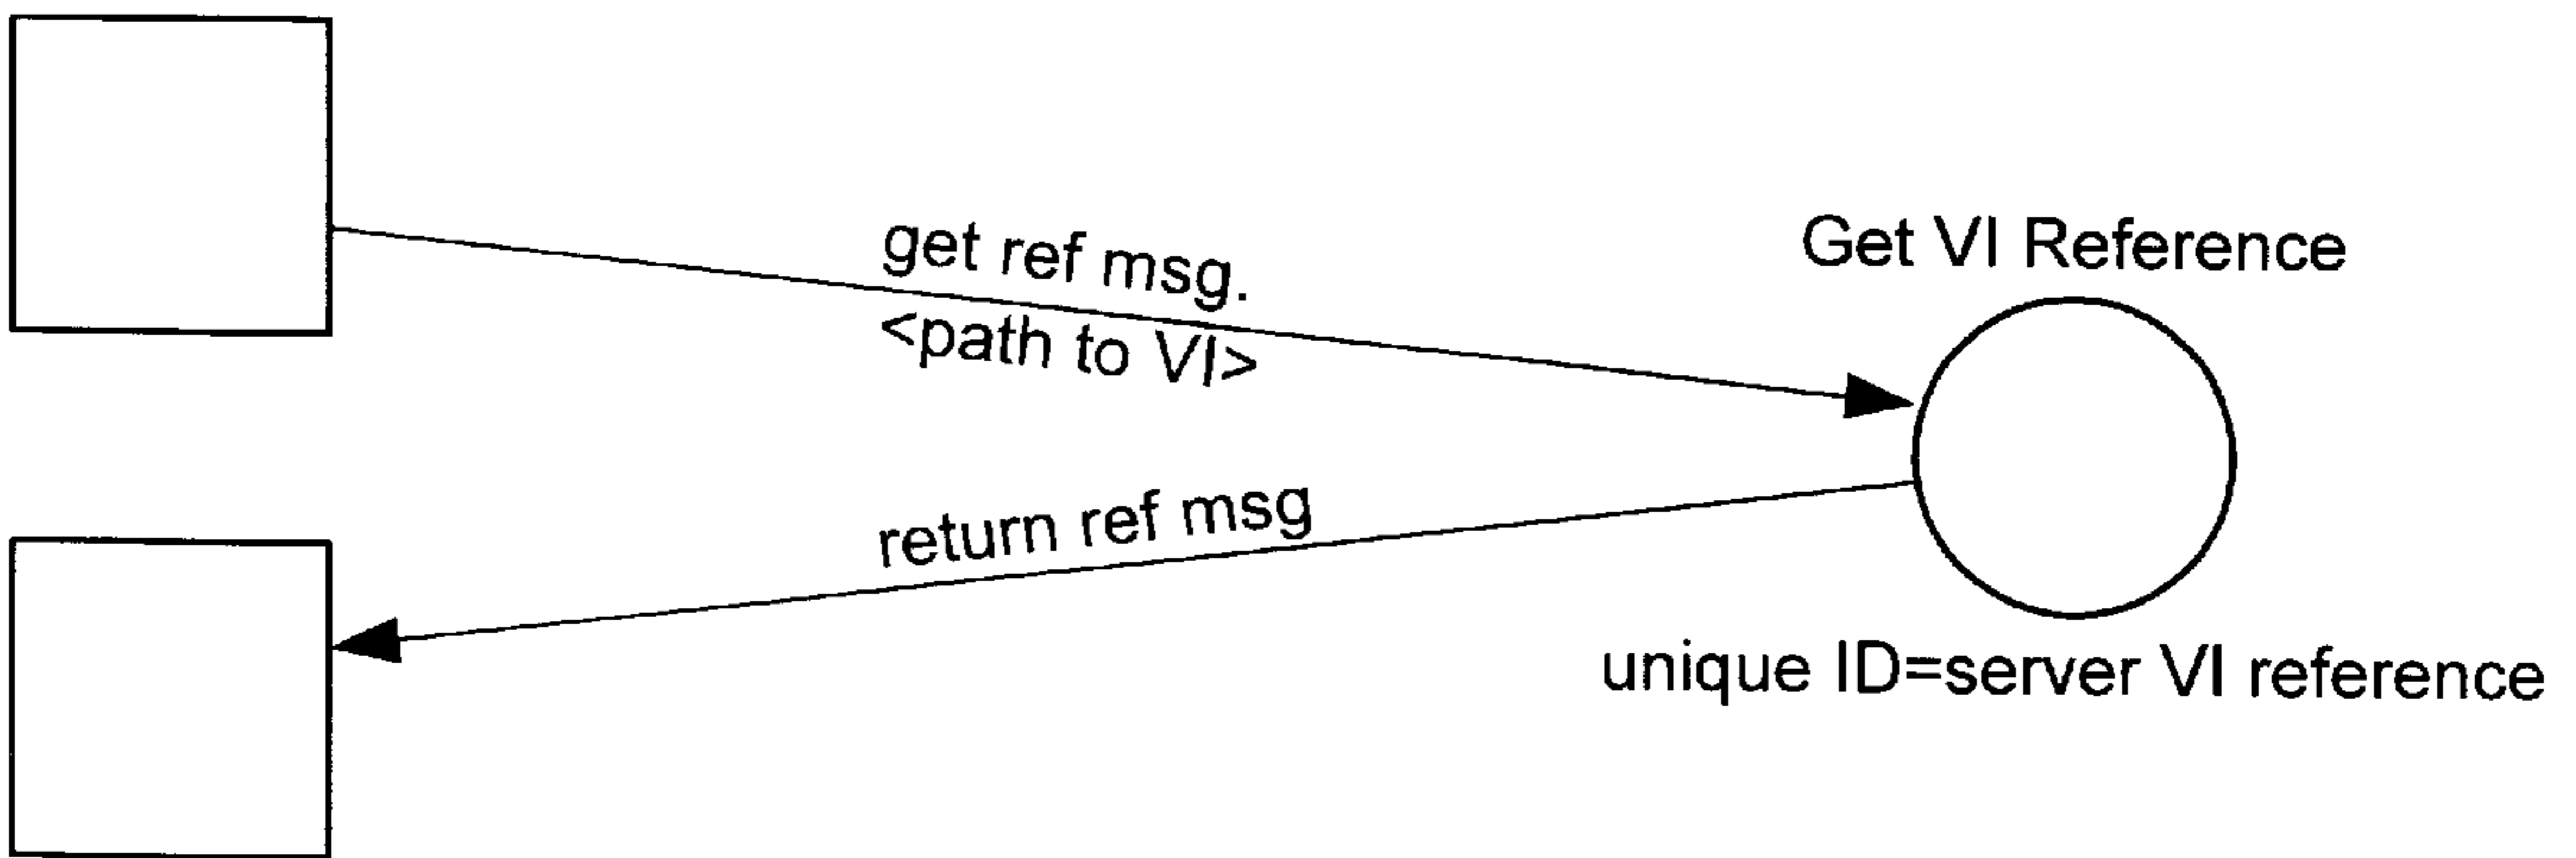 get ref msg.
<path to VI>
Get VI Reference
return ref msg
unique ID=server VI reference